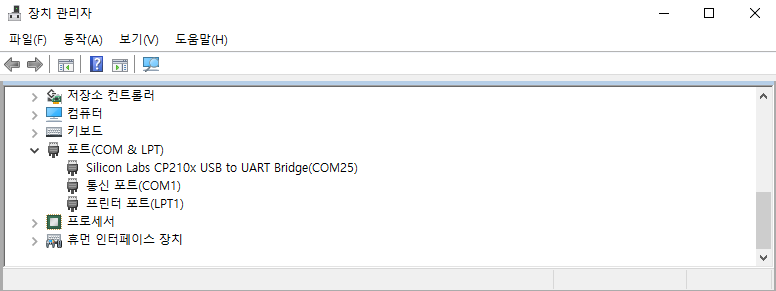 장치 관리자
파일(F) 동작(A) 보기(V) 도움말(H)
저장소 컨트롤러
컴퓨터
키보드
포트(COM & LPT)
Silicon Labs CP210x USB to UART Bridge(COM25)
통신 포트(COM1)
프린터 포트(LPT1)
프로세서
휴먼 인터페이스 장치